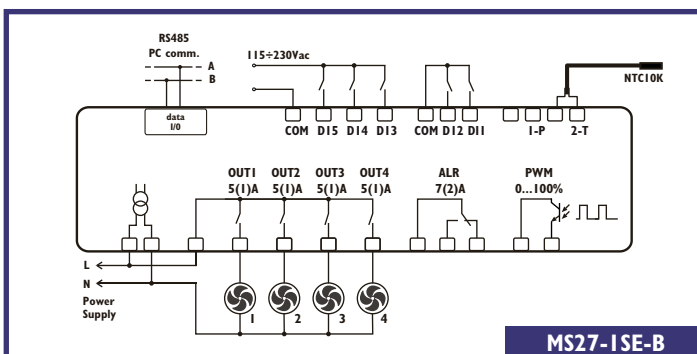 RS485
PC comm.
A
B
115÷230Vac
NTC10K
data
I/0
COM DI5 DI4 DI3
COM DI2 DI1
1-P 2-T
OUT1 OUT2 OUT3 OUT4
5(1)A 5(1)A 5(1)A 5(1)A
ALR
7(2)A
PWM
0...100%
L
N
Power
Supply
1 2 3 4
MS27-1SE-B